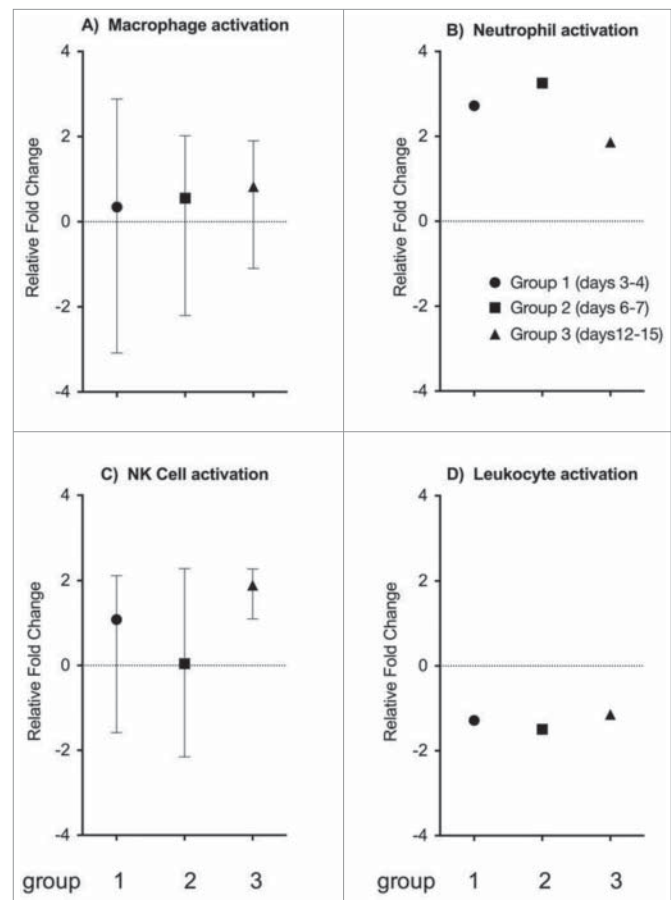 A) Macrophage activation
4
2
0
-2
-4
Relative Fold Change
B) Neutrophil activation
4
2
0
-2
-4
Relative Fold Change
Group 1 (days 3-4)
Group 2 (days 6-7)
Group 3 (days12-15)
C) NK Cell activation
4
2
0
-2
-4
Relative Fold Change
group 1 2 3
D) Leukocyte activation
4
2
0
-2
-4
Relative Fold Change
group 1 2 3